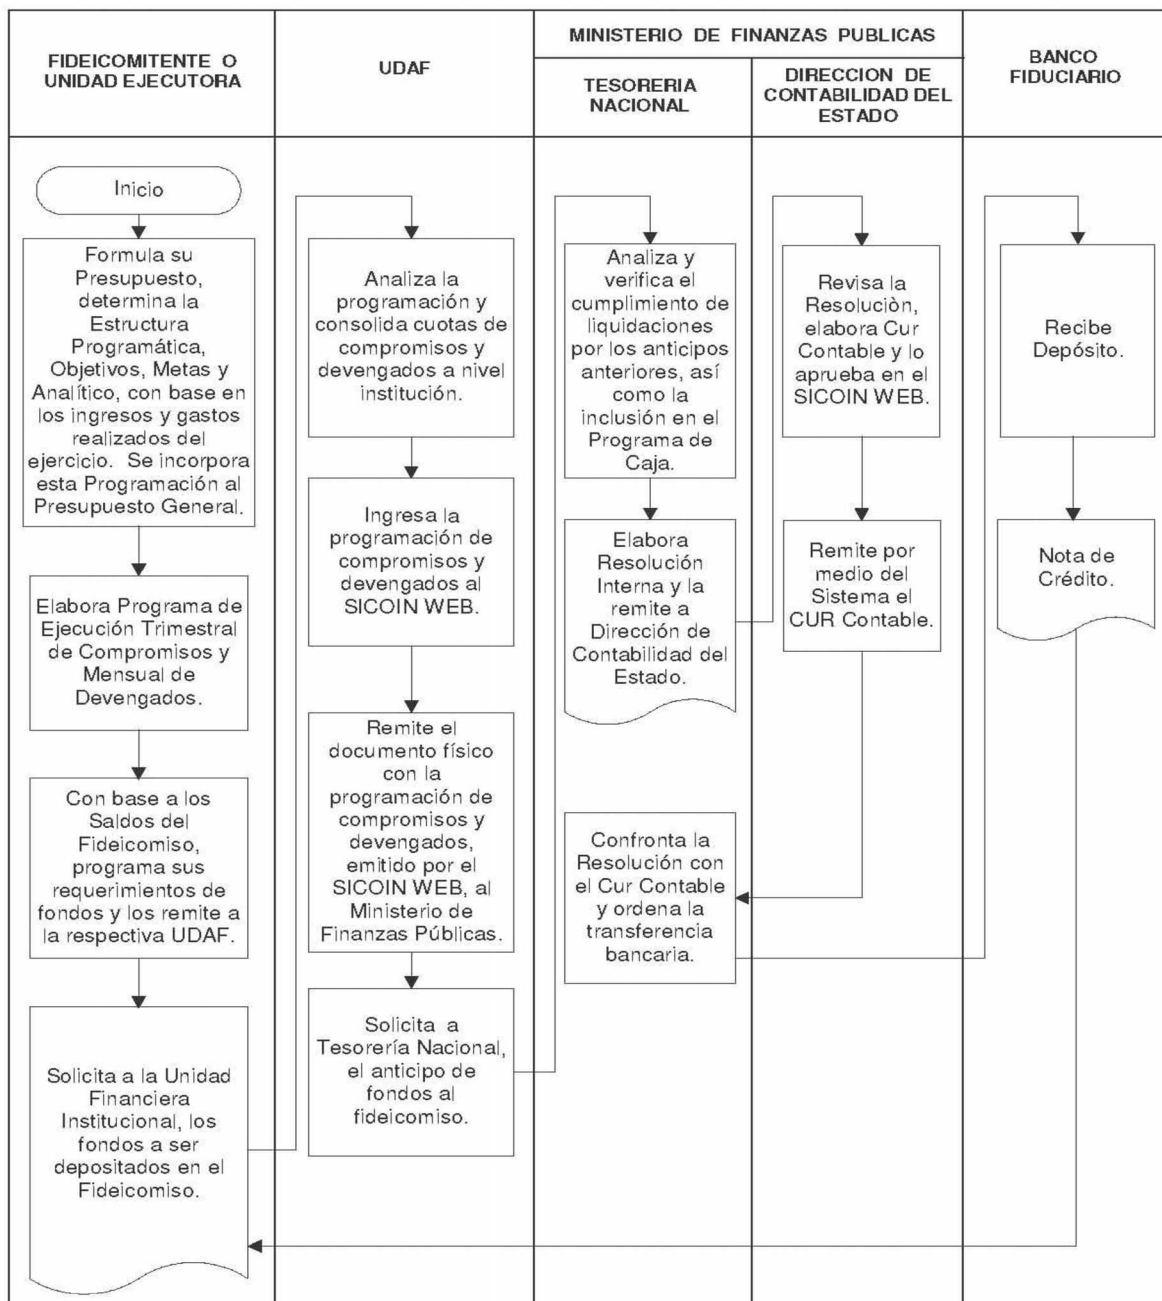 FIDEICOMITENTE O
UNIDAD EJECUTORA
UDAF
MINISTERIO DE FINANZAS PUBLICAS
TESORERIA
NACIONAL
DIRECCION DE
CONTABILIDAD DEL
ESTADO
BANCO
FIDUCIARIO
Inicio
Formula su
Presupuesto,
determina la
Estructura
Programática,
Objetivos, Metas y
Analítico, con base en
los ingresos y gastos
realizados del
ejercicio. Se incorpora
esta Programación al
Presupuesto General.
Elabora Programa de
Ejecución Trimestral
de Compromisos y
Mensual de
Devengados.
Con base a los
Saldos del
Fideicomiso,
programa sus
requerimientos de
fondos y los remite a
la respectiva UDAF.
Solicita a la Unidad
Financiera
Institucional, los
fondos a ser
depositados en el
Fideicomiso.
Analiza la
programación y
consolida cuotas de
compromisos y
devengados a nivel
institución.
Ingresa la
programación de
compromisos y
devengados al
SICOIN WEB.
Remite el
documento físico
con la
programación de
compromisos y
devengados,
emitido por el
SICOIN WEB, al
Ministerio de
Finanzas Públicas.
Solicita a
Tesorería Nacional,
el anticipo de
fondos al
fideicomiso.
Analiza y
verifica el
cumplimiento de
liquidaciones
por los anticipos
anteriores, así
como la
inclusión en el
Programa de
Caja.
Elabora
Resolución
Interna y la
remite a
Dirección de
Contabilidad del
Estado.
Confronta la
Resolución con
el Cur Contable
y ordena la
transferencia
bancaria.
Revisa la
Resoluciòn,
elabora Cur
Contable y lo
aprueba en el
SICOIN WEB.
Remite por
medio del
Sistema el
CUR Contable.
Recibe
Depósito.
Nota de
Crédito.